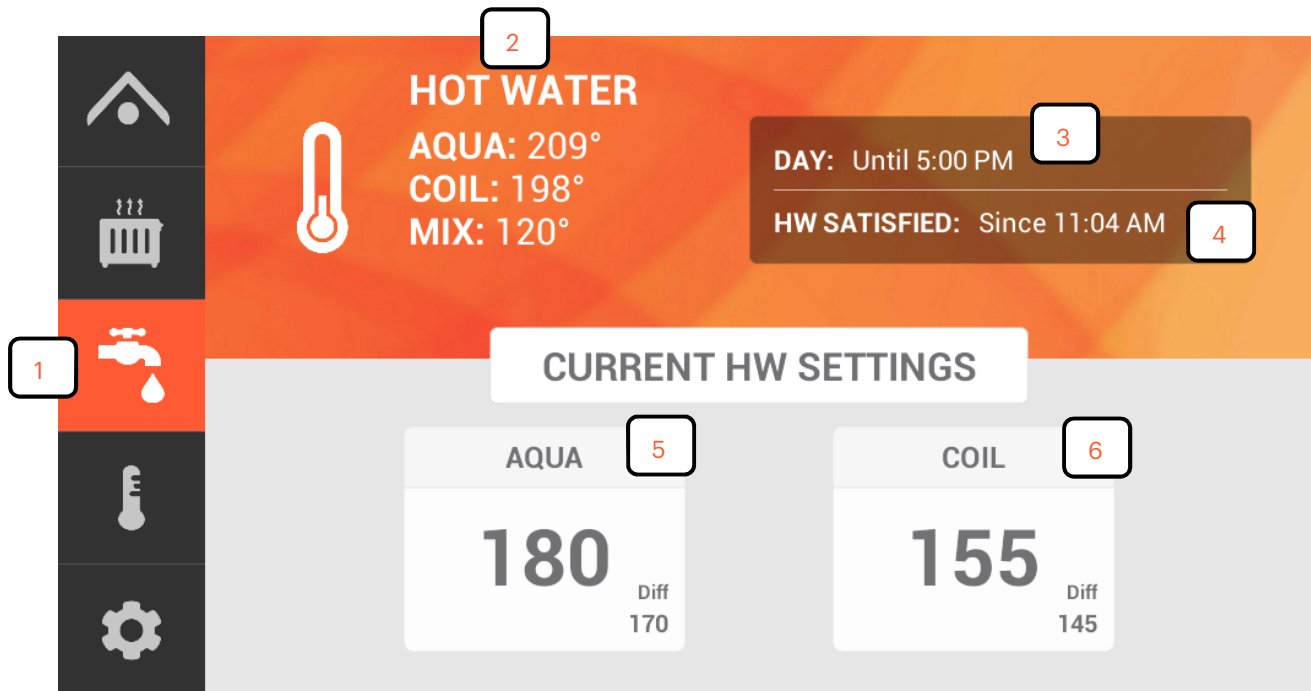 2
HOT WATER
AQUA: 209°
COIL: 198°
MIX: 120°
3
DAY: Until 5:00 PM
HW SATISFIED: Since 11:04 AM
4
1
CURRENT HW SETTINGS
AQUA
5
180
Diff
170
COIL
6
155
Diff
145